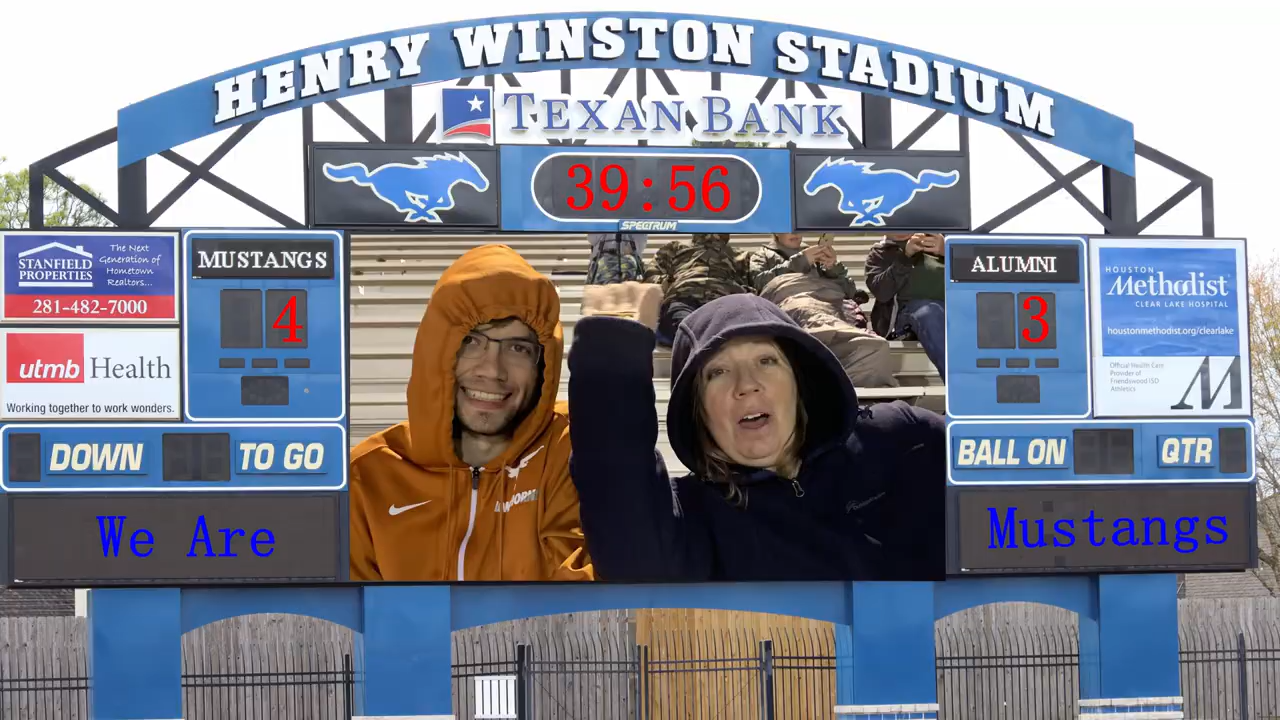 HENRY WINSTON STADIUM
TEXAN BANK
39:56
SPECTRUM
STANFIELD
PROPERTIES
The Next
Generation of
Hometown
Realtors...
281-482-7000
MUSTANGS
4
ALUMNI
3
HOUSTON
Methodist
CLEAR LAKE HOSPITAL
houstonmethodist.org/clearlake
Official Health Care
Provider of
Friendswood ISD
Athletics
M
utmb Health
Working together to work wonders.
DOWN
TO GO
BALL ON
QTR
We Are
Mustangs